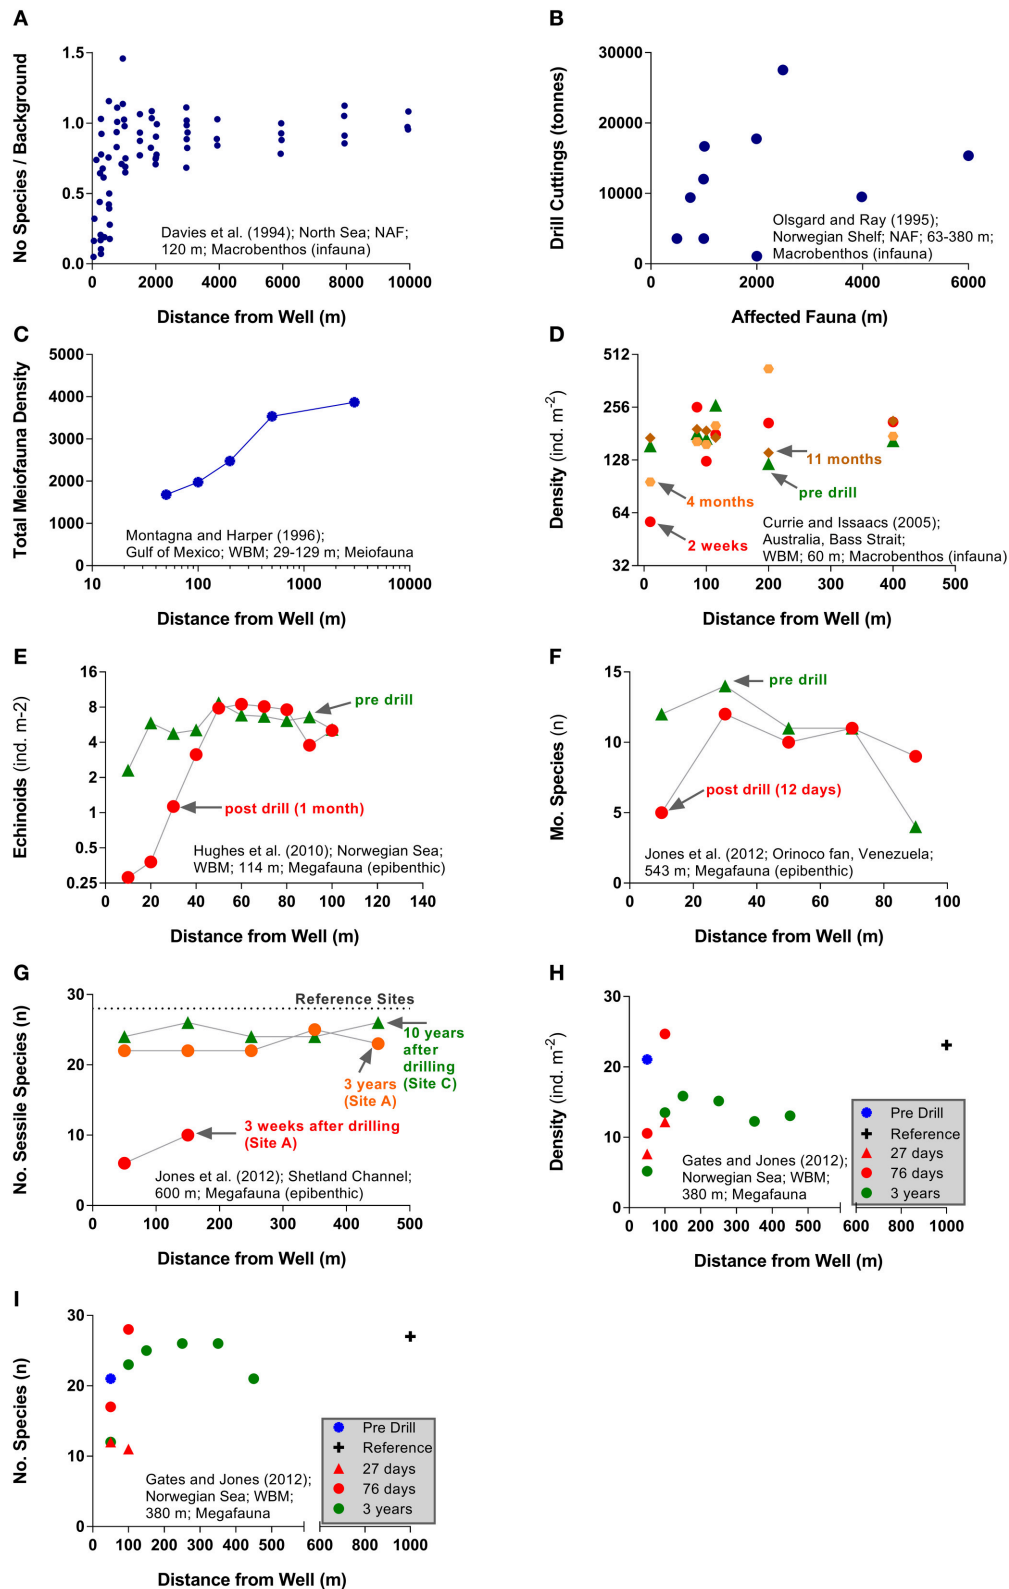 A
No Species / Background
1.5
1.0
0.5
0.0
0 2000 4000 6000 8000 10000
Davies et al. (1994); North Sea; NAF;
120 m; Macrobenthos (infauna)
Distance from Well (m)
B
Drill Cuttings (tonnes)
30000
20000
10000
0
0 2000 4000 6000
Olsgard and Ray (1995);
Norwegian Shelf; NAF; 63-380 m;
Macrobenthos (infauna)
Affected Fauna (m)
C
Total Meiofauna Density
5000
4000
3000
2000
1000
0
10 100 1000 10000
Montagna and Harper (1996);
Gulf of Mexico; WBM; 29-129 m; Meiofauna
Distance from Well (m)
D
Density (ind. m-2)
512
256
128
64
32
0 100 200 300 400 500
11 months
pre drill
4 months
2 weeks
Currie and Issaacs (2005);
Australia, Bass Strait;
WBM; 60 m; Macrobenthos (infauna)
Distance from Well (m)
E
Echinoids (ind. m-2)
16
8
4
2
1
0.5
0.25
0 20 40 60 80 100 120 140
pre drill
post drill (1 month)
Hughes et al. (2010); Norwegian Sea;
WBM; 114 m; Megafauna (epibenthic)
Distance from Well (m)
F
Mo. Species (n)
15
10
5
0
0 20 40 60 80 100
pre drill
post drill (12 days)
Jones et al. (2012; Orinoco fan, Venezuela;
543 m; Megafauna (epibenthic)
Distance from Well (m)
G
No. Sessile Species (n)
30
20
10
0
0 100 200 300 400 500
Reference Sites
10 years
after
drilling
(Site C)
3 years
(Site A)
3 weeks after drilling
(Site A)
Jones et al. (2012); Shetland Channel;
600 m; Megafauna (epibenthic)
Distance from Well (m)
H
Density (ind. m-2)
30
20
10
0
0 100 200 300 400 500 600 800 1000
Pre Drill
Reference
27 days
76 days
3 years
Gates and Jones (2012);
Norwegian Sea; WBM;
380 m; Megafauna
Distance from Well (m)
I
No. Species (n)
30
20
10
0
0 100 200 300 400 500 600 800 1000
Pre Drill
Reference
27 days
76 days
3 years
Gates and Jones (2012);
Norwegian Sea; WBM;
380 m; Megafauna
Distance from Well (m)